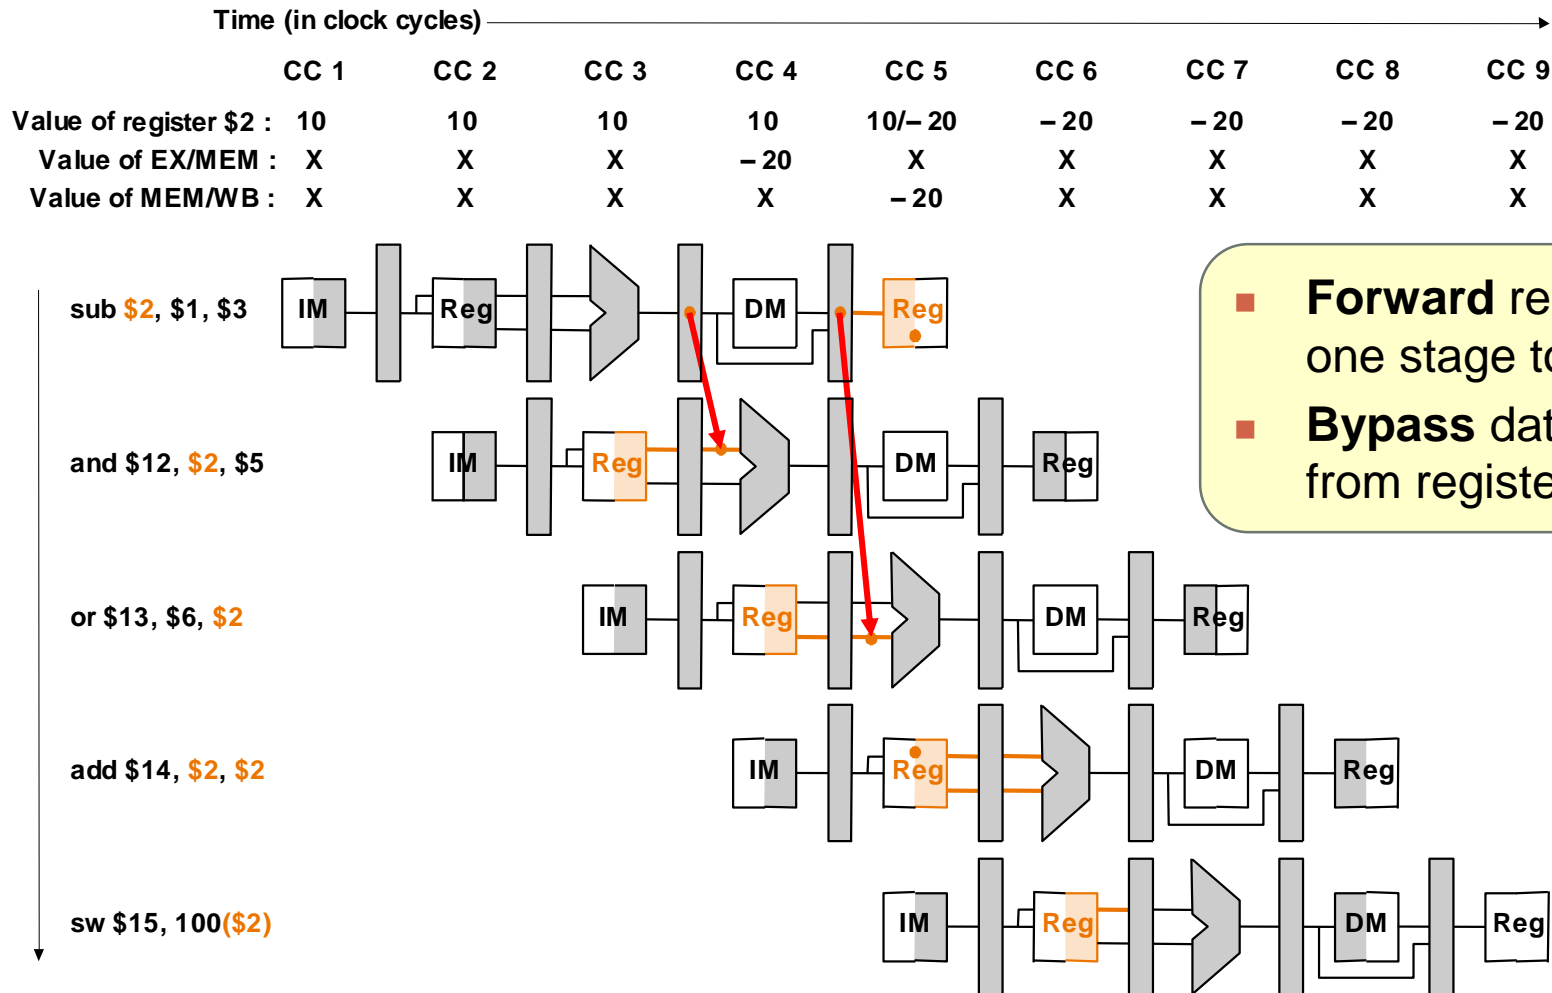 Time (in clock cycles)
CC 1 CC 2 CC 3 CC 4 CC 5 CC 6 CC 7 CC 8 CC 9
Value of register $2 : 10 10 10 10 10/– 20 – 20 – 20 – 20 – 20
Value of EX/MEM : X X X – 20 X X X X X
Value of MEM/WB : X X X X – 20 X X X X
sub $2, $1, $3 IM Reg DM Reg
and $12, $2, $5 IM Reg DM Reg
or $13, $6, $2 IM Reg DM Reg
add $14, $2, $2 IM Reg DM Reg
sw $15, 100($2) IM Reg DM Reg
■ Forward re
one stage to
■ Bypass dat
from registe